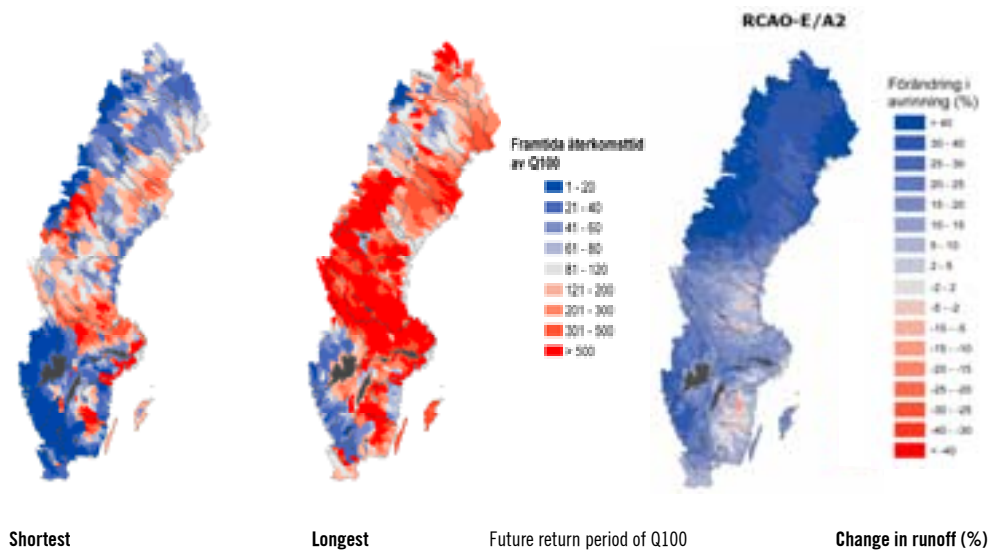 RCAO-E/A2
Framtida återkomsttid
av Q100
1 - 20
21 - 40
41 - 60
61 - 80
81 - 120
121 - 200
201 - 300
301 - 500
> 500
Förändring i
avrinning (%)
> 40
30 - 40
25 - 30
20 - 25
15 - 20
10 - 15
5 - 10
2 - 5
-2 - 2
-5 - -2
-10 - -5
-15 - -10
-20 - -15
-25 - -20
-30 - -25
-40 - -30
< -40
Shortest
Longest
Future return period of Q100
Change in runoff (%)